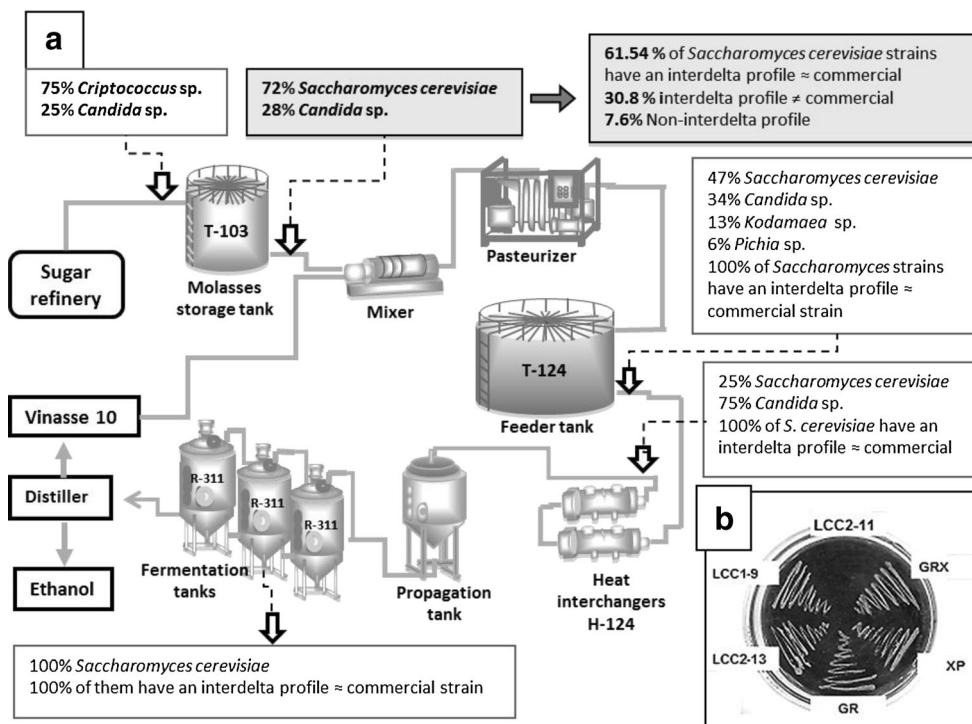 a
75% Criptococcus sp.
25% Candida sp.
72% Saccharomyces cerevisiae
28% Candida sp.
61.54 % of Saccharomyces cerevisiae strains
have an interdelta profile ≈ commercial
30.8 % interdelta profile ≠ commercial
7.6% Non-interdelta profile
47% Saccharomyces cerevisiae
34% Candida sp.
13% Kodamaea sp.
6% Pichia sp.
100% of Saccharomyces strains
have an interdelta profile ≈
commercial strain
Sugar
refinery
T-103
Molasses
storage tank
Mixer
Pasteurizer
T-124
Feeder tank
25% Saccharomyces cerevisiae
75% Candida sp.
100% of S. cerevisiae have an
interdelta profile ≈ commercial
Vinasse 10
Distiller
Ethanol
R-311
R-311
R-311
Fermentation
tanks
Propagation
tank
Heat
interchangers
H-124
100% Saccharomyces cerevisiae
100% of them have an interdelta profile ≈ commercial strain
b
LCC2-11
LCC1-9
GRX
LCC2-13
XP
GR